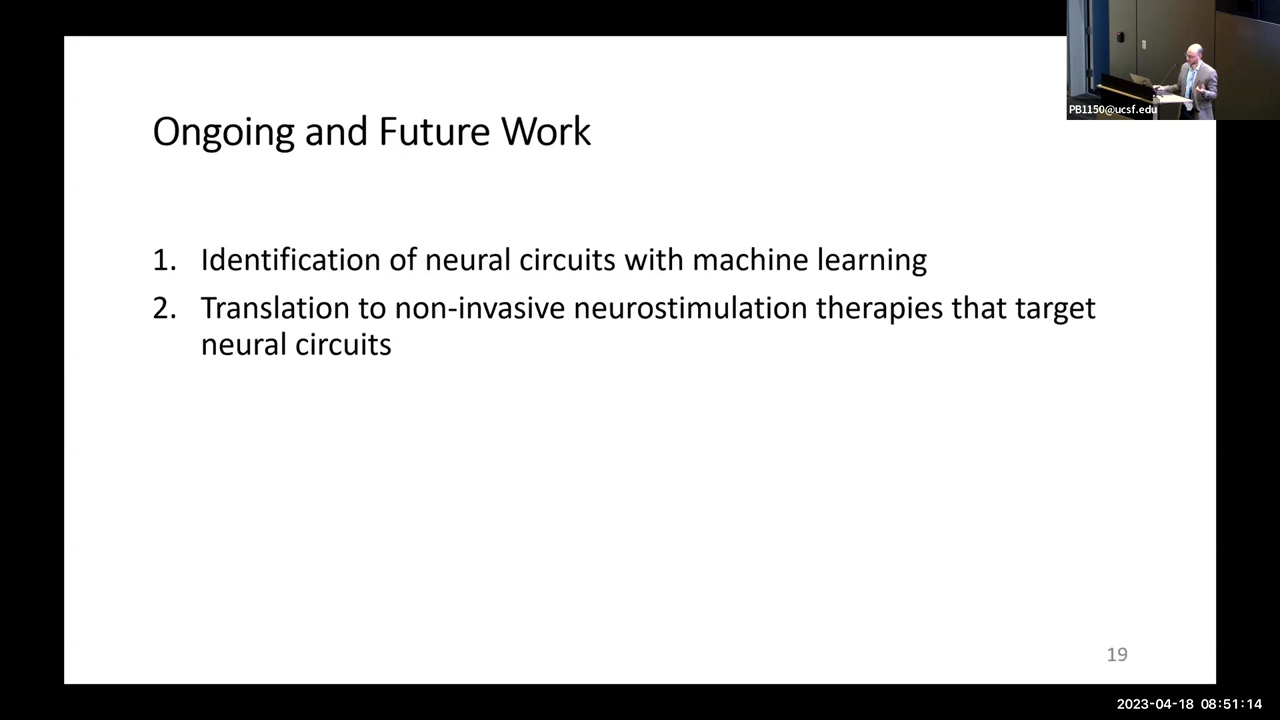 PB1150@ucsf.edu
Ongoing and Future Work
1. Identification of neural circuits with machine learning
2. Translation to non-invasive neurostimulation therapies that target
neural circuits
19
2023-04-18 08:51:14